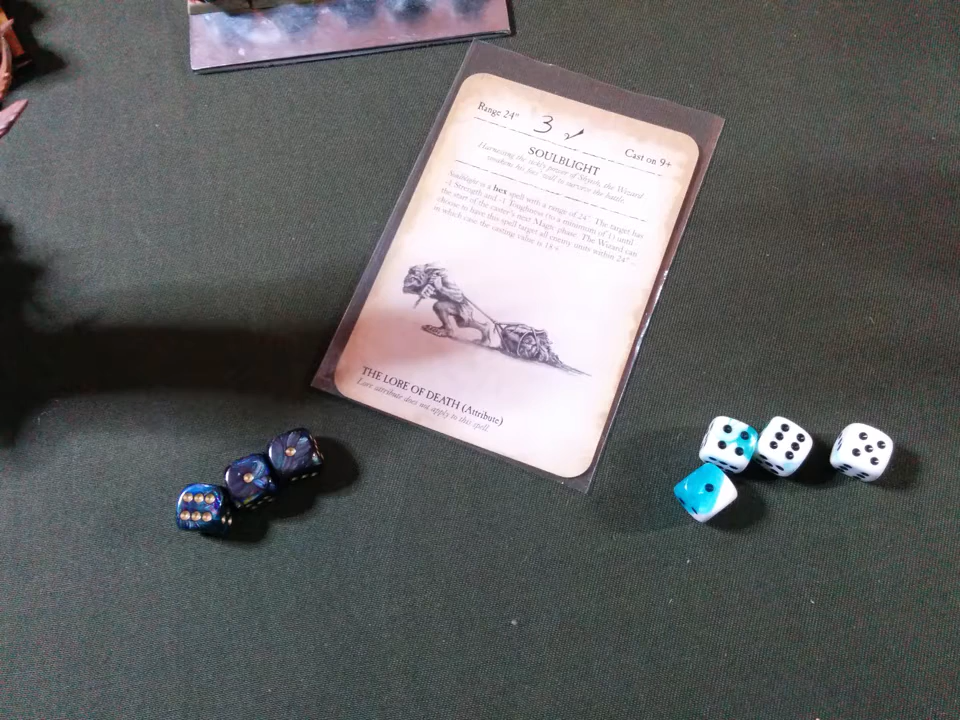 Range 24"
3
Cast on 9+
SOULBLIGHT
Harnessing the sickly power of Shyish, the Wizard
smothers his foes' will to survive the battle.
Soulblight is a hex spell with a range of 24". The target has
-1 Strength and -1 Toughness (to a minimum of 1) until
the start of the caster's next Magic phase. The Wizard can
choose to have this spell target all enemy units within 24" -
in which case the casting value is 18+.
THE LORE OF DEATH (Attribute)
Lore attribute does not apply to this spell.